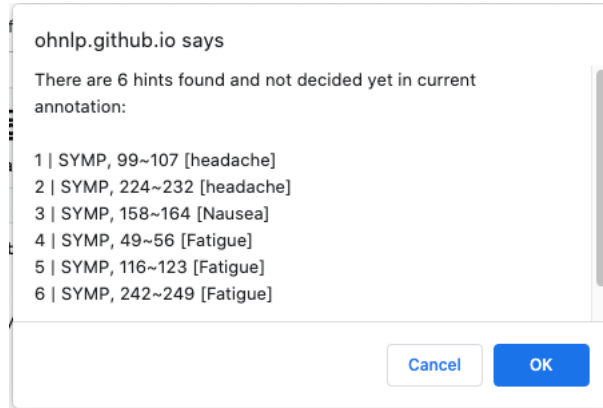 ohnlp.github.io says
There are 6 hints found and not decided yet in current
annotation:
1 | SYMP, 99~107 [headache]
2 | SYMP, 224~232 [headache]
3 | SYMP, 158~164 [Nausea]
4 | SYMP, 49~56 [Fatigue]
5 | SYMP, 116~123 [Fatigue]
6 | SYMP, 242~249 [Fatigue]
Cancel
OK